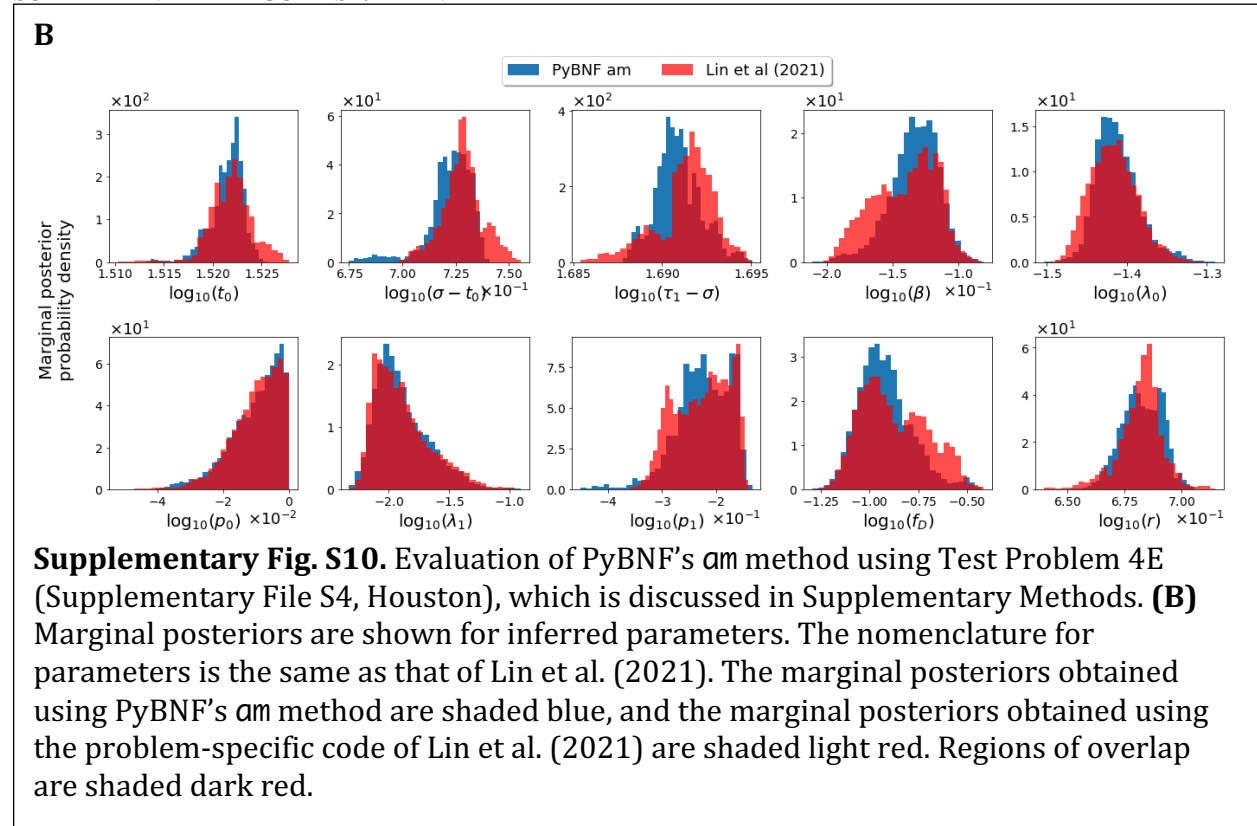 B
PyBNF am Lin et al (2021)
Marginal posterior
probability density
×10²
3
2
1
0
1.510 1.515 1.520 1.525
log₁₀(t₀)
×10¹
6
4
2
0
6.75 7.00 7.25 7.50
log₁₀(σ − t₀) ×10⁻¹
×10²
4
2
0
1.685 1.690 1.695
log₁₀(τ₁ − σ)
×10¹
2
1
0
−2.0 −1.5 −1.0
log₁₀(β) ×10⁻¹
×10¹
1.5
1.0
0.5
0.0
−1.5 −1.4 −1.3
log₁₀(λ₀)
×10¹
6
4
2
0
−4 −2 0
log₁₀(p₀) ×10⁻²
2
1
0
−2.0 −1.5 −1.0
log₁₀(λ₁)
7.5
5.0
2.5
0.0
−4 −3 −2
log₁₀(p₁) ×10⁻¹
3
2
1
0
−1.25 −1.00 −0.75 −0.50
log₁₀(f_D)
×10¹
6
4
2
0
6.50 6.75 7.00
log₁₀(r) ×10⁻¹
Supplementary Fig. S10. Evaluation of PyBNF’s am method using Test Problem 4E
(Supplementary File S4, Houston), which is discussed in Supplementary Methods. (B)
Marginal posteriors are shown for inferred parameters. The nomenclature for
parameters is the same as that of Lin et al. (2021). The marginal posteriors obtained
using PyBNF’s am method are shaded blue, and the marginal posteriors obtained using
the problem-specific code of Lin et al. (2021) are shaded light red. Regions of overlap
are shaded dark red.